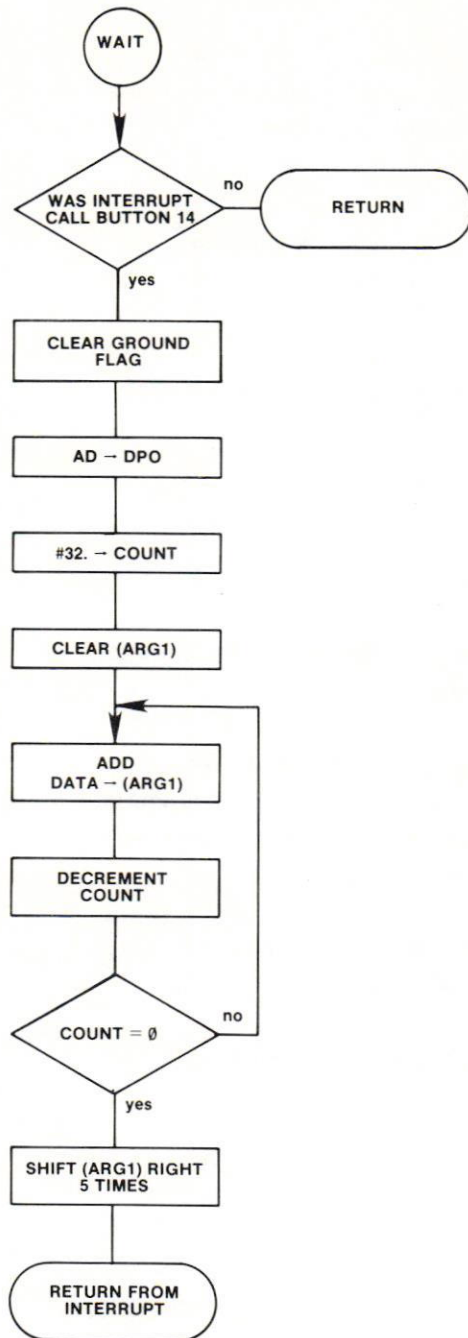 WAIT
WAS INTERRUPT
CALL BUTTON 14
no
RETURN
yes
CLEAR GROUND
FLAG
AD → DPO
#32. → COUNT
CLEAR (ARG1)
ADD
DATA → (ARG1)
DECREMENT
COUNT
COUNT = Ø
no
yes
SHIFT (ARG1) RIGHT
5 TIMES
RETURN FROM
INTERRUPT